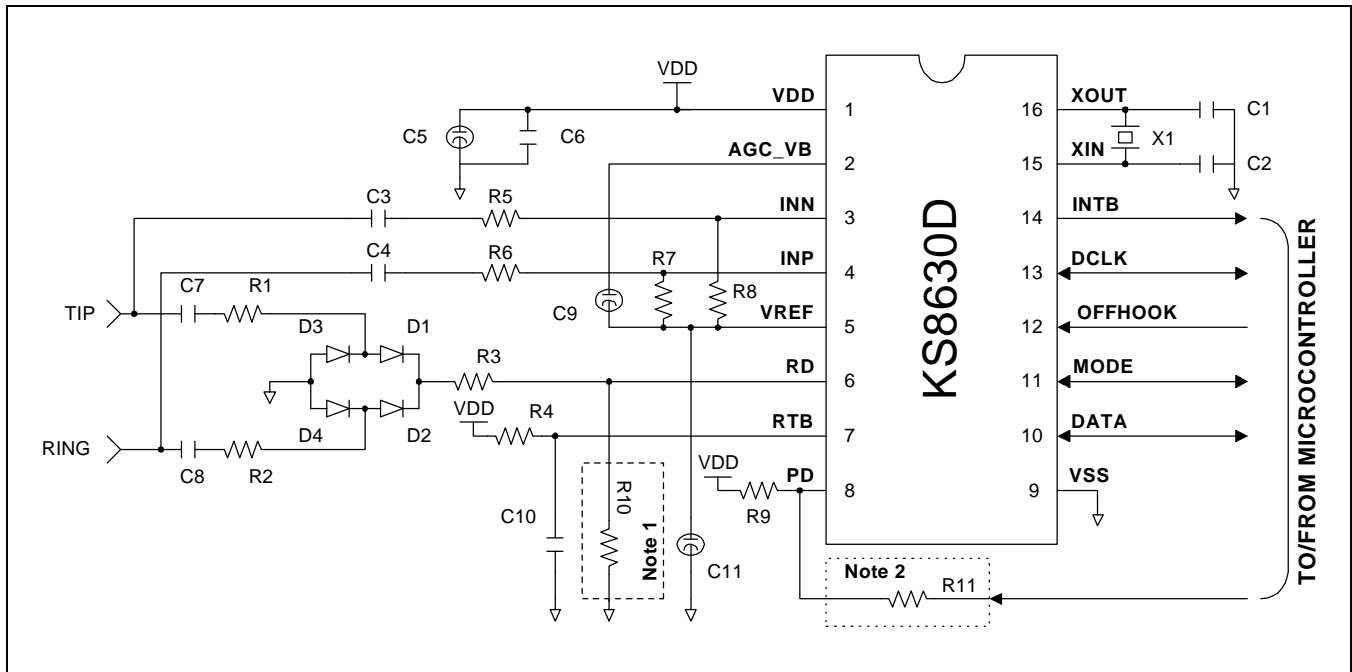 VDD
VDD
1
16
XOUT
C1
C5
C6
X1
AGC_VB
2
15
XIN
C2
C3
R5
INN
3
14
INTB
C4
R6
INP
R7
4
13
DCLK
C7
R1
R8
TIP
D3
D1
C9
VREF
5
12
OFFHOOK
R3
RD
6
11
MODE
VDD
R4
RTB
7
10
DATA
RING
D4
D2
C8
R2
VDD
PD
8
9
VSS
R9
C10
R10
Note 1
C11
Note 2
R11
KS8630D
TO/FROM MICROCONTROLLER